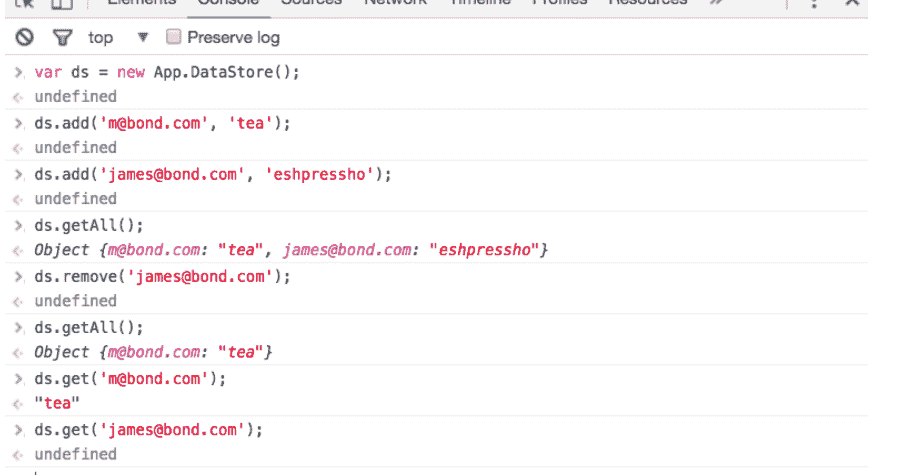 Elements Console Sources Network Timeline Profiles Resources »
top ▼ Preserve log
> var ds = new App.DataStore();
< undefined
> ds.add('m@bond.com', 'tea');
< undefined
> ds.add('james@bond.com', 'eshpressho');
< undefined
> ds.getAll();
< Object {m@bond.com: "tea", james@bond.com: "eshpressho"}
> ds.remove('james@bond.com');
< undefined
> ds.getAll();
< Object {m@bond.com: "tea"}
> ds.get('m@bond.com');
< "tea"
> ds.get('james@bond.com');
< undefined